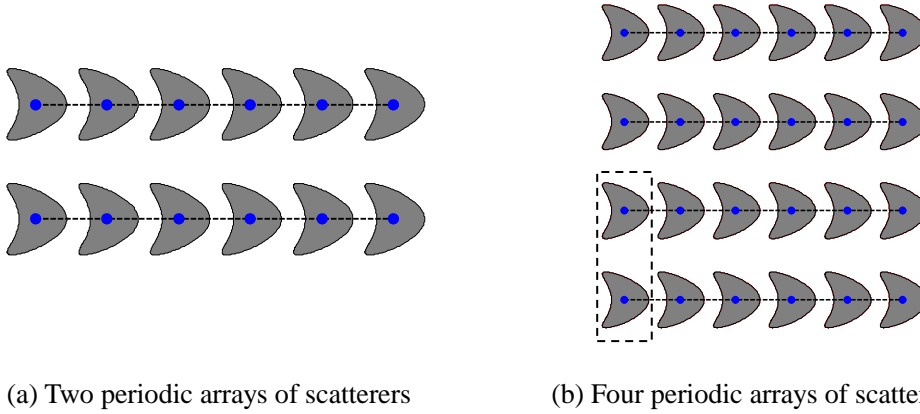 (a) Two periodic arrays of scatterers
(b) Four periodic arrays of scatte